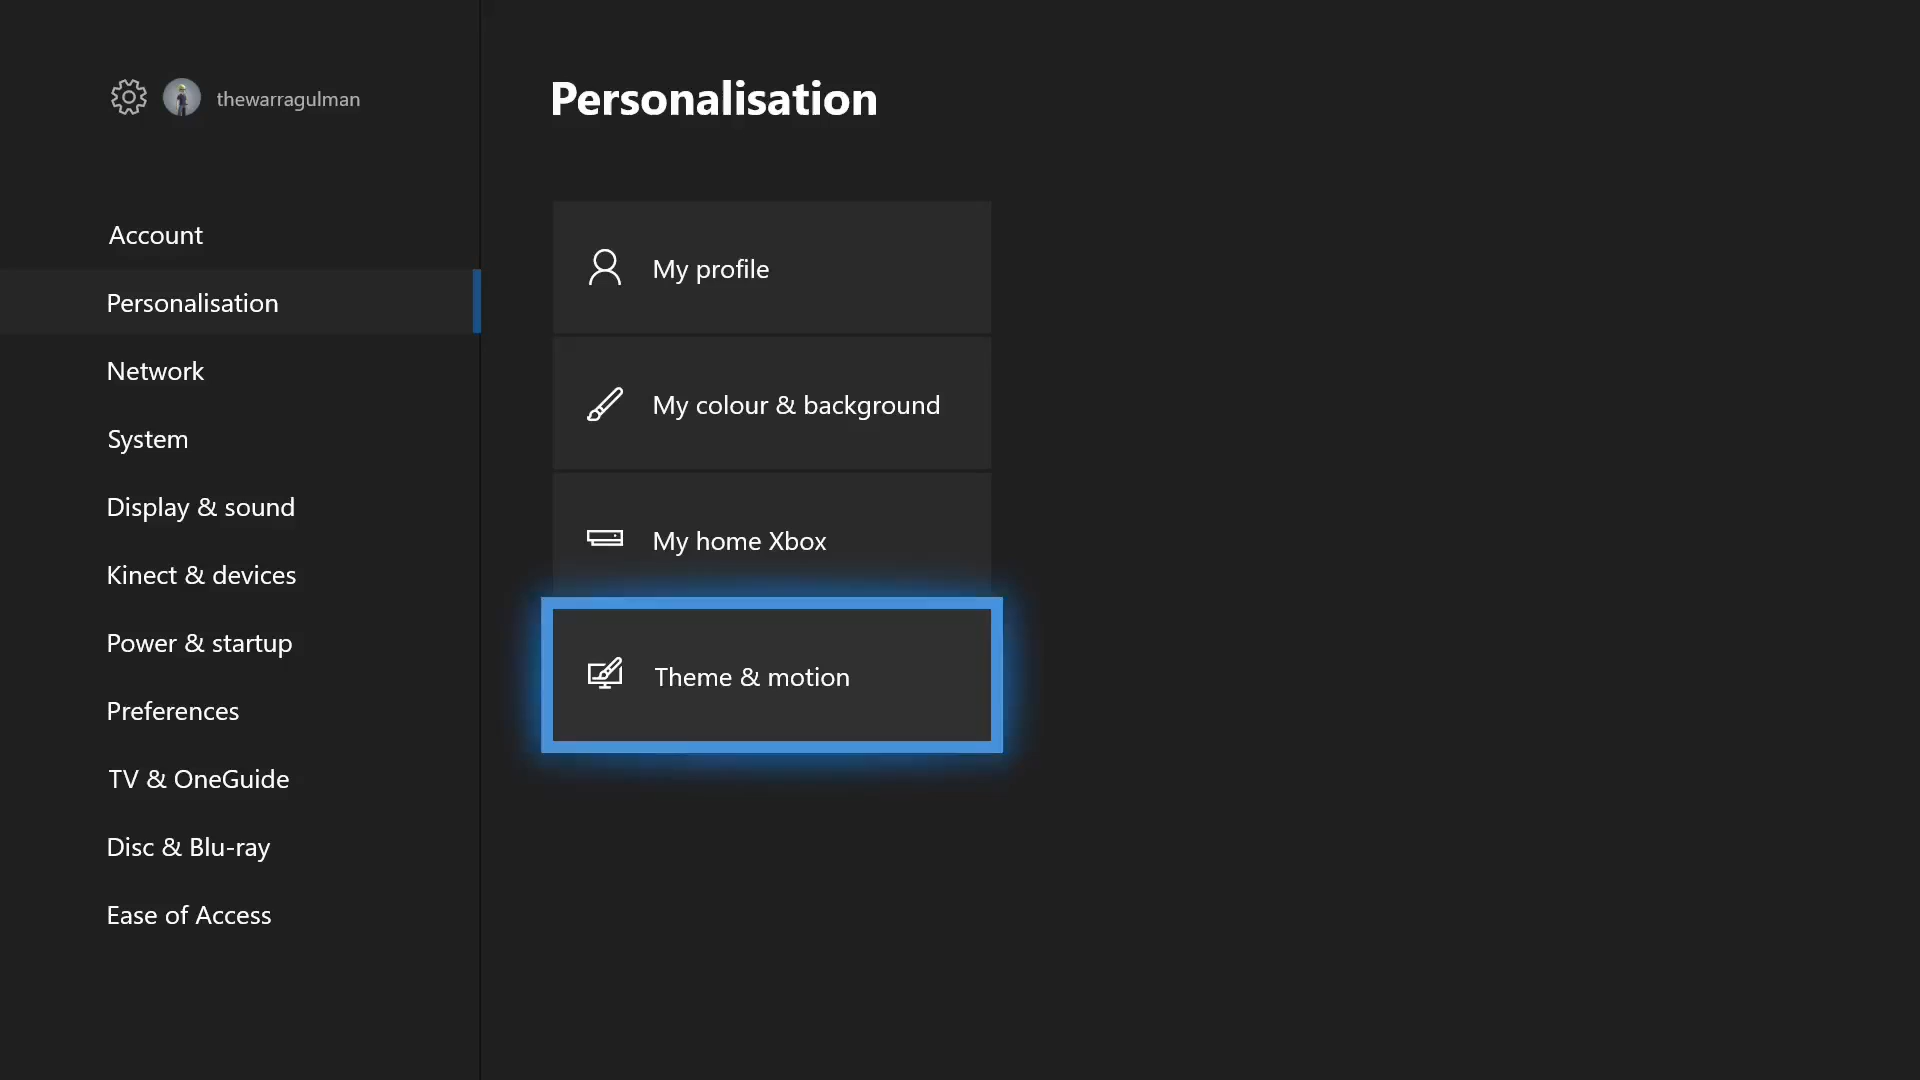 thewarragulman
Account
Personalisation
Network
System
Display & sound
Kinect & devices
Power & startup
Preferences
TV & OneGuide
Disc & Blu-ray
Ease of Access
Personalisation
My profile
My colour & background
My home Xbox
Theme & motion